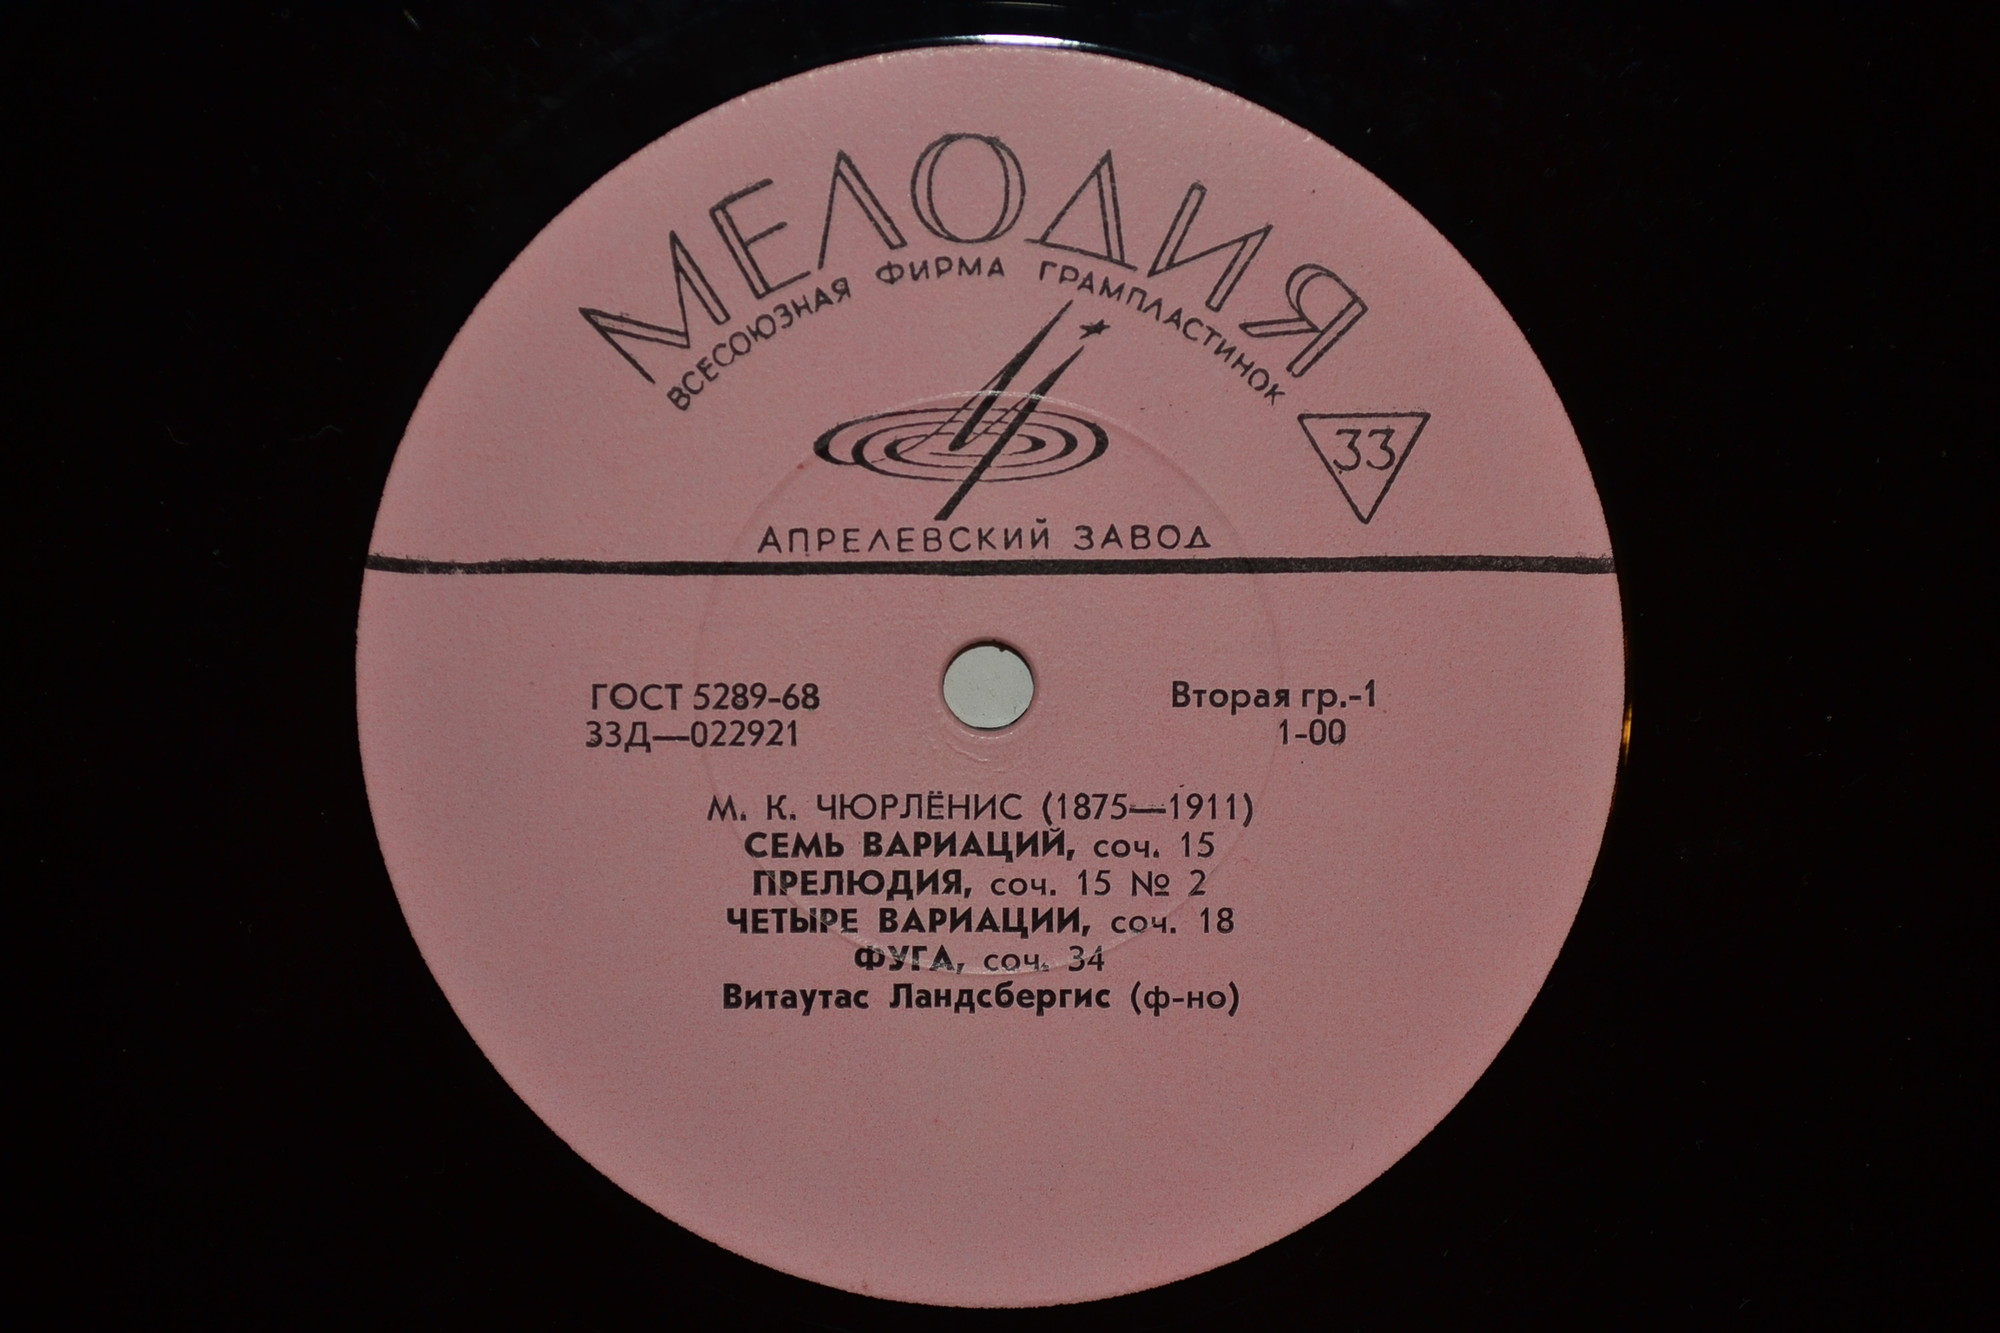 МЕЛОДИЯ
ВСЕСОЮЗНАЯ ФИРМА ГРАМПЛАСТИНОК
33
АПРЕЛЕВСКИЙ ЗАВОД
ГОСТ 5289-68
33Д—022921
Вторая гр.-1
1-00
М. К. ЧЮРЛЁНИС (1875—1911)
СЕМЬ ВАРИАЦИЙ, соч. 15
ПРЕЛЮДИЯ, соч. 15 № 2
ЧЕТЫРЕ ВАРИАЦИИ, соч. 18
ФУГА, соч. 34
Витаутас Ландсбергис (ф-но)